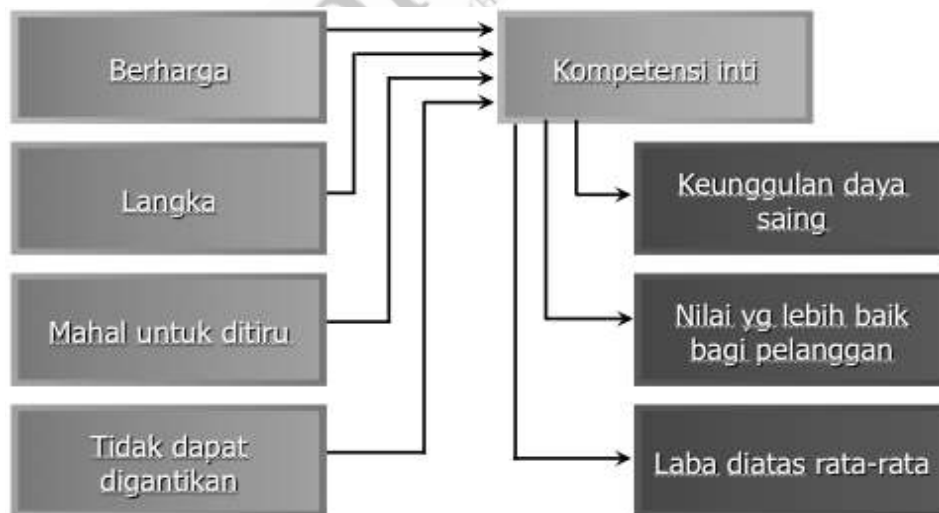 Berharga
Kompetensi inti
Langka
Keunggulan daya
saing
Mahal untuk ditiru
Nilai yg lebih baik
bagi pelanggan
Tidak dapat
digantikan
Laba diatas rata-rata